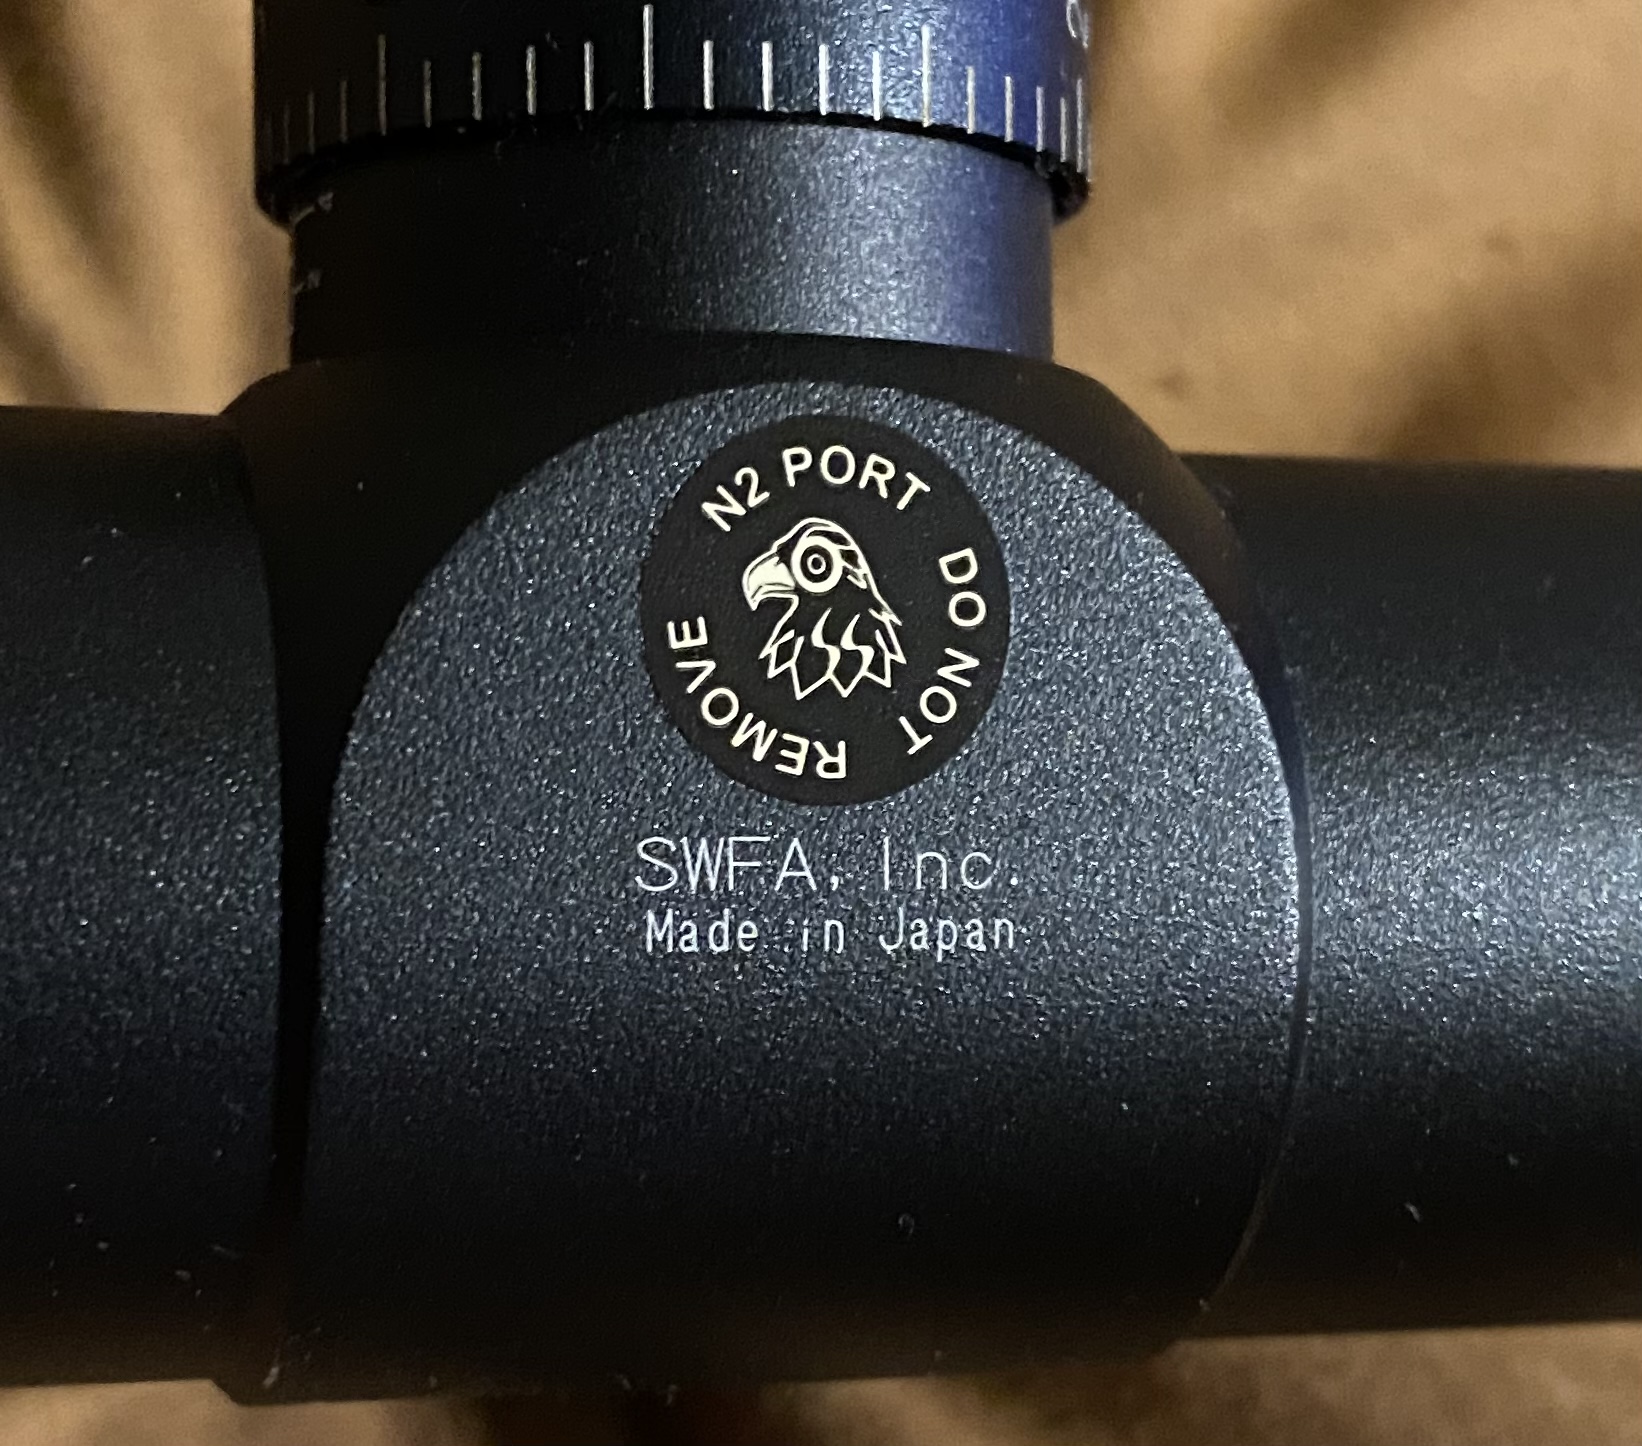 N2 PORT DO NOT REMOVE
SWFA, Inc.
Made in Japan